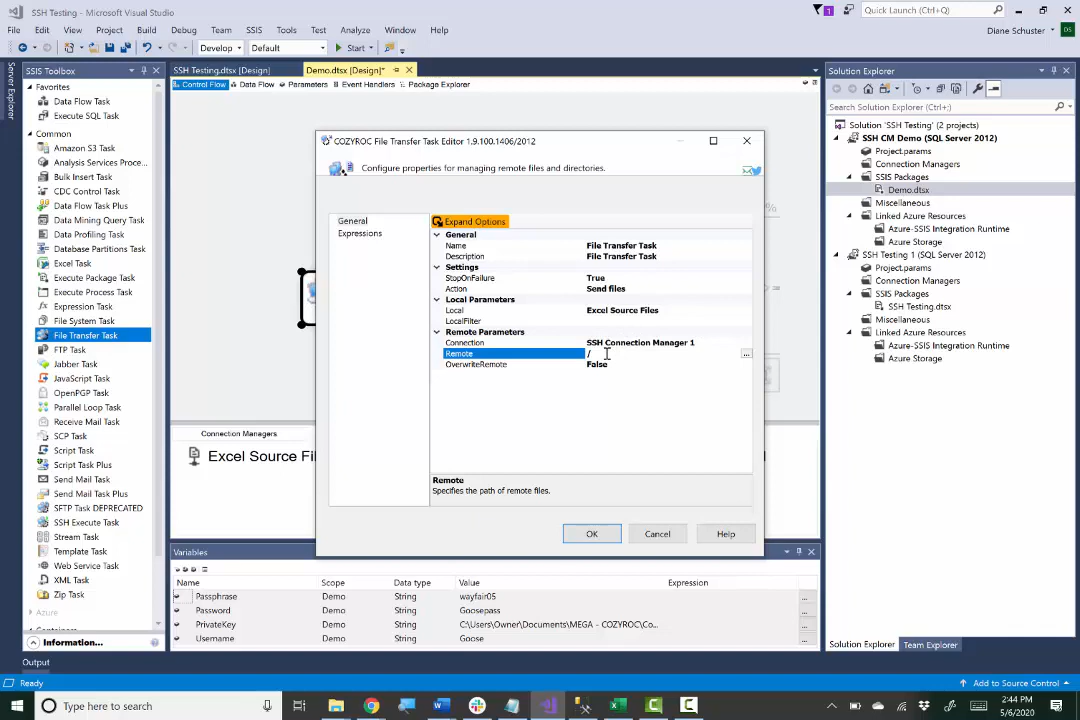 SSH Testing - Microsoft Visual Studio
1
Quick Launch (Ctrl+Q)
File Edit View Project Build Debug Team SSIS Tools Test Analyze Window Help
Diane Schuster
DS
Develop Default Start
Server Explorer
SSIS Toolbox
Favorites
Data Flow Task
Execute SQL Task
Common
Amazon S3 Task
Analysis Services Proce...
Bulk Insert Task
CDC Control Task
Data Flow Task Plus
Data Mining Query Task
Data Profiling Task
Database Partitions Task
Excel Task
Execute Package Task
Execute Process Task
Expression Task
File System Task
File Transfer Task
FTP Task
Jabber Task
JavaScript Task
OpenPGP Task
Parallel Loop Task
Receive Mail Task
SCP Task
Script Task
Script Task Plus
Send Mail Task
Send Mail Task Plus
SFTP Task DEPRECATED
SSH Execute Task
Stream Task
Template Task
Web Service Task
XML Task
Zip Task
Azure
Containers
Information...
SSH Testing.dtsx [Design]
Demo.dtsx [Design]*
Control Flow Data Flow Parameters Event Handlers Package Explorer
%
COZYROC File Transfer Task Editor 1.9.100.1406/2012
Configure properties for managing remote files and directories.
General
Expressions
Expand Options
General
Name File Transfer Task
Description File Transfer Task
Settings
StopOnFailure True
Action Send files
Local Parameters
Local Excel Source Files
LocalFilter
Remote Parameters
Connection SSH Connection Manager 1
Remote /
...
OverwriteRemote False
Remote
Specifies the path of remote files.
OK Cancel Help
Connection Managers
Excel Source Fil
Variables
Name Scope Data type Value Expression
Passphrase Demo String wayfair05 ...
Password Demo String Goosepass ...
PrivateKey Demo String C:\Users\Owner\Documents\MEGA - COZYROC\Co... ...
Username Demo String Goose ...
Solution Explorer
Search Solution Explorer (Ctrl+;)
Solution 'SSH Testing' (2 projects)
SSH CM Demo (SQL Server 2012)
Project.params
Connection Managers
SSIS Packages
Demo.dtsx
Miscellaneous
Linked Azure Resources
Azure-SSIS Integration Runtime
Azure Storage
SSH Testing 1 (SQL Server 2012)
Project.params
Connection Managers
SSIS Packages
SSH Testing.dtsx
Miscellaneous
Linked Azure Resources
Azure-SSIS Integration Runtime
Azure Storage
Solution Explorer Team Explorer
Output
Ready
Add to Source Control
Type here to search
2:44 PM
5/6/2020